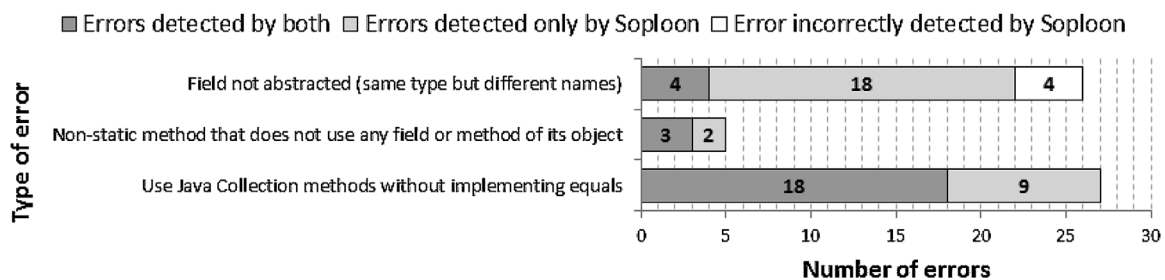 Errors detected by both Errors detected only by Soploon Error incorrectly detected by Soploon
Type of error
Field not abstracted (same type but different names)
4 18 4
Non-static method that does not use any field or method of its object
3 2
Use Java Collection methods without implementing equals
18 9
0 5 10 15 20 25 30
Number of errors